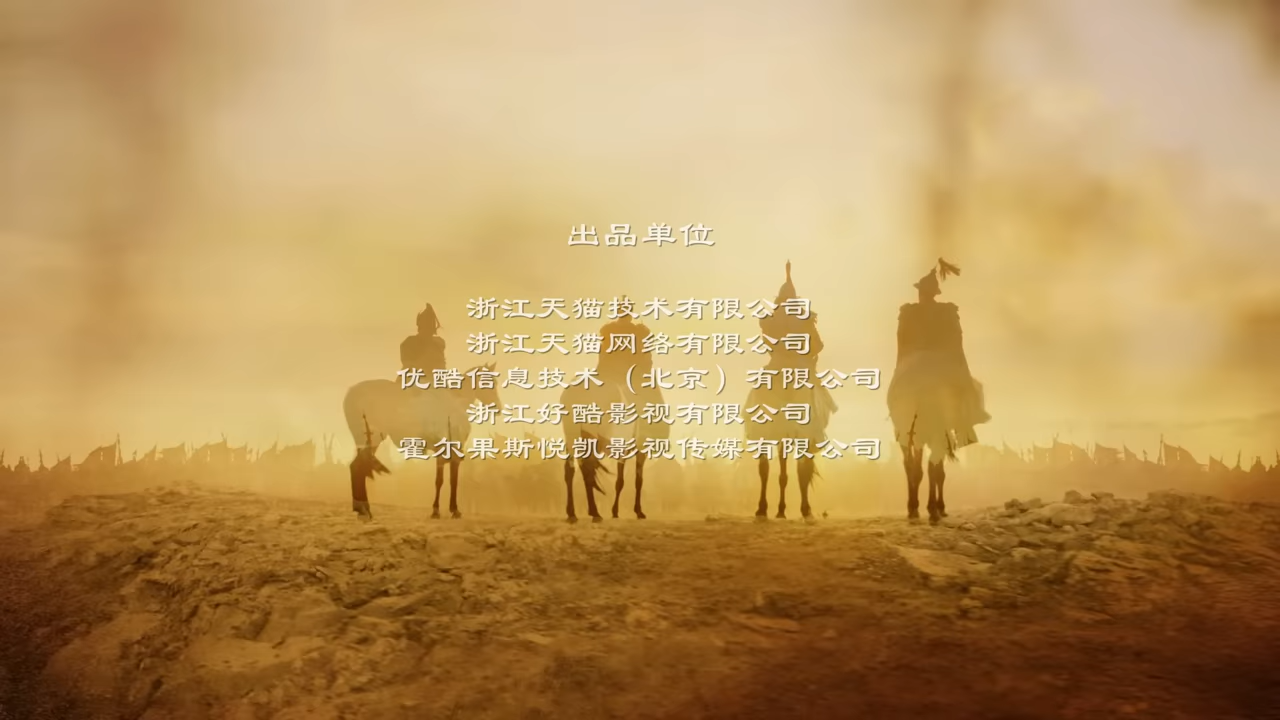 出品单位
浙江天猫技术有限公司
浙江天猫网络有限公司
优酷信息技术（北京）有限公司
浙江好酷影视有限公司
霍尔果斯悦凯影视传媒有限公司